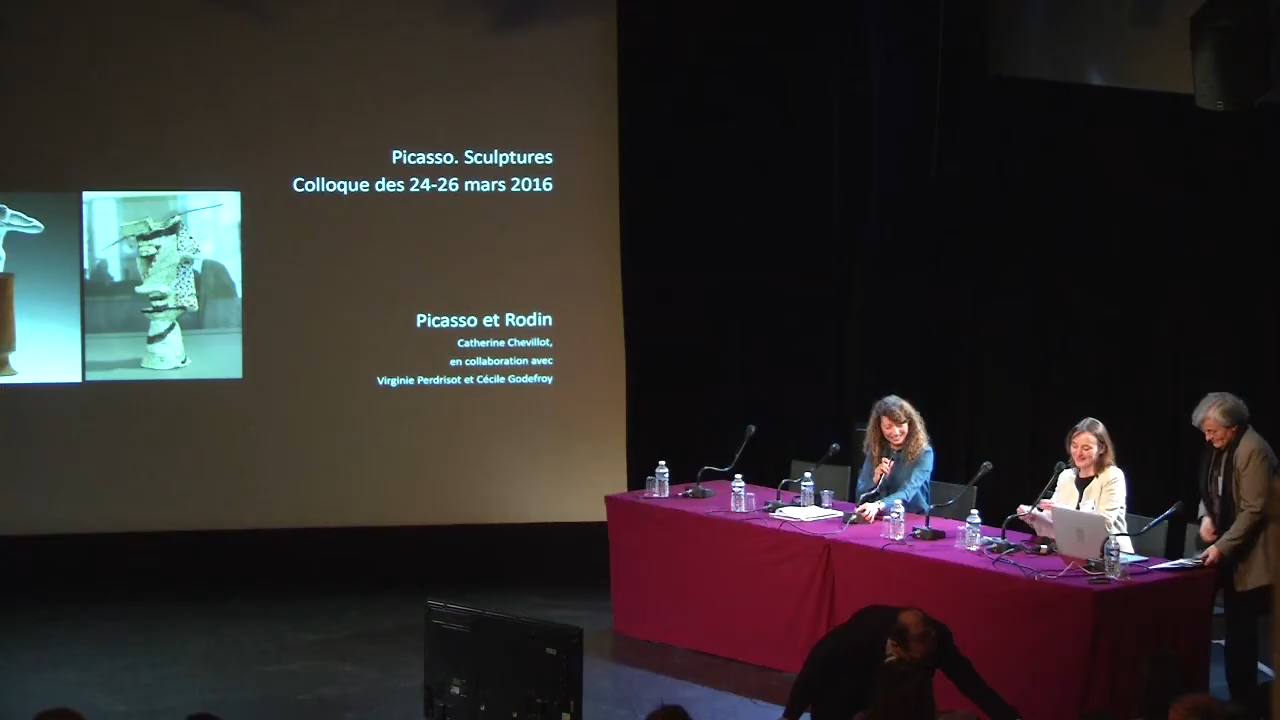 Picasso. Sculptures
Colloque des 24-26 mars 2016
Picasso et Rodin
Catherine Chevillot,
en collaboration avec
Virginie Perdrisot et Cécile Godefroy